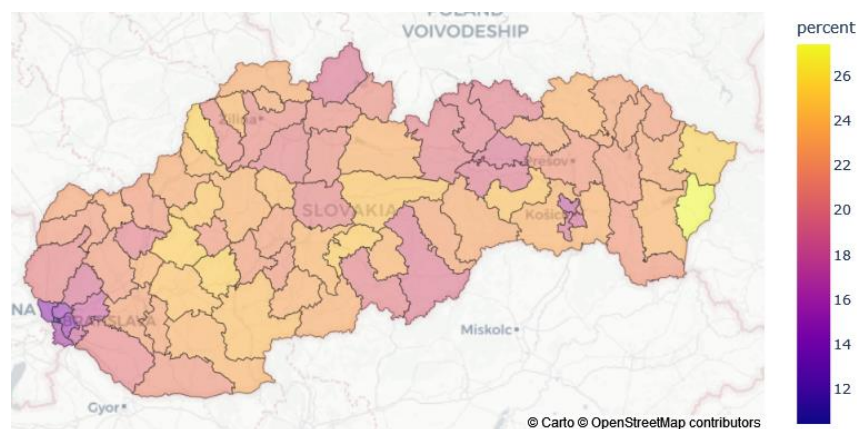 POLAND
VOIVODESHIP
percent
26
Žilina
24
Prešov
22
SLOVAKIA
Košice
20
18
16
NA
BRATISLAVA
Miskolc
14
12
Gyor
© Carto © OpenStreetMap contributors